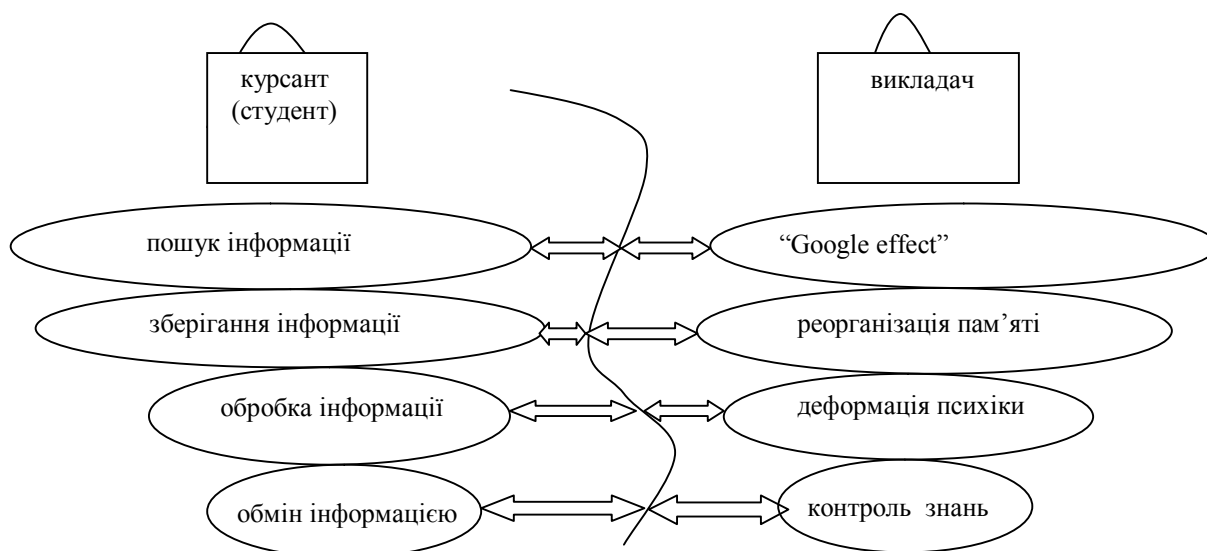 курсант
(студент)
викладач
пошук інформації
“Google effect”
зберігання інформації
реорганізація пам’яті
обробка інформації
деформація психіки
обмін інформацією
контроль знань